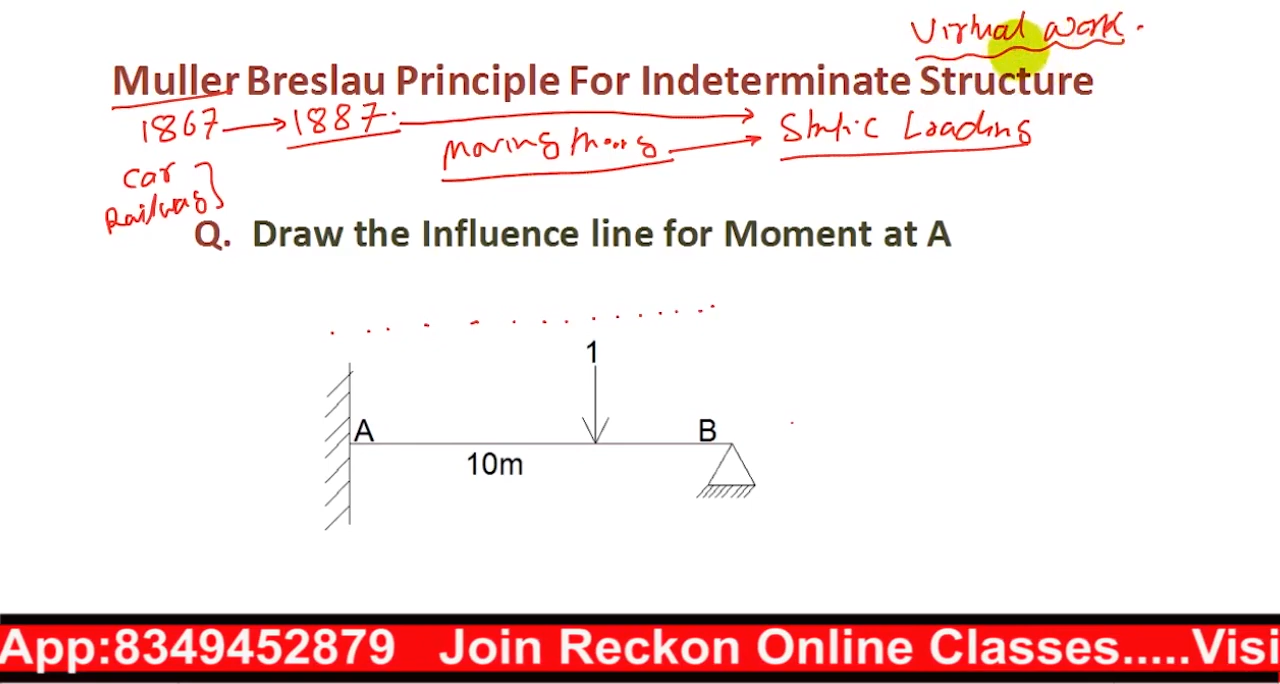 Virtual work.
Muller Breslau Principle For Indeterminate Structure
1867 → 1887.
Static Loading
Moving
Car
Railway
Q. Draw the Influence line for Moment at A
1
A
B
10m
App:8349452879 Join Reckon Online Classes.....Visi